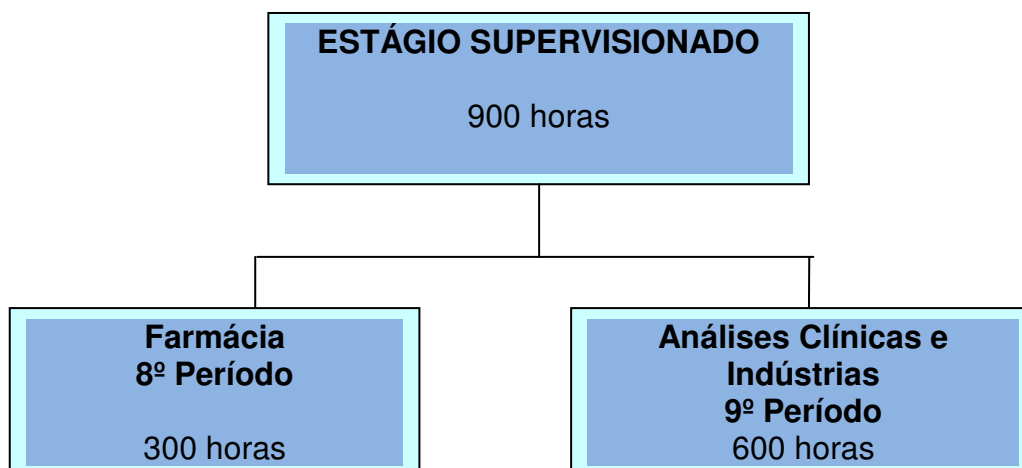 ESTÁGIO SUPERVISIONADO
900 horas
Farmácia
8º Período
300 horas
Análises Clínicas e
Indústrias
9º Período
600 horas